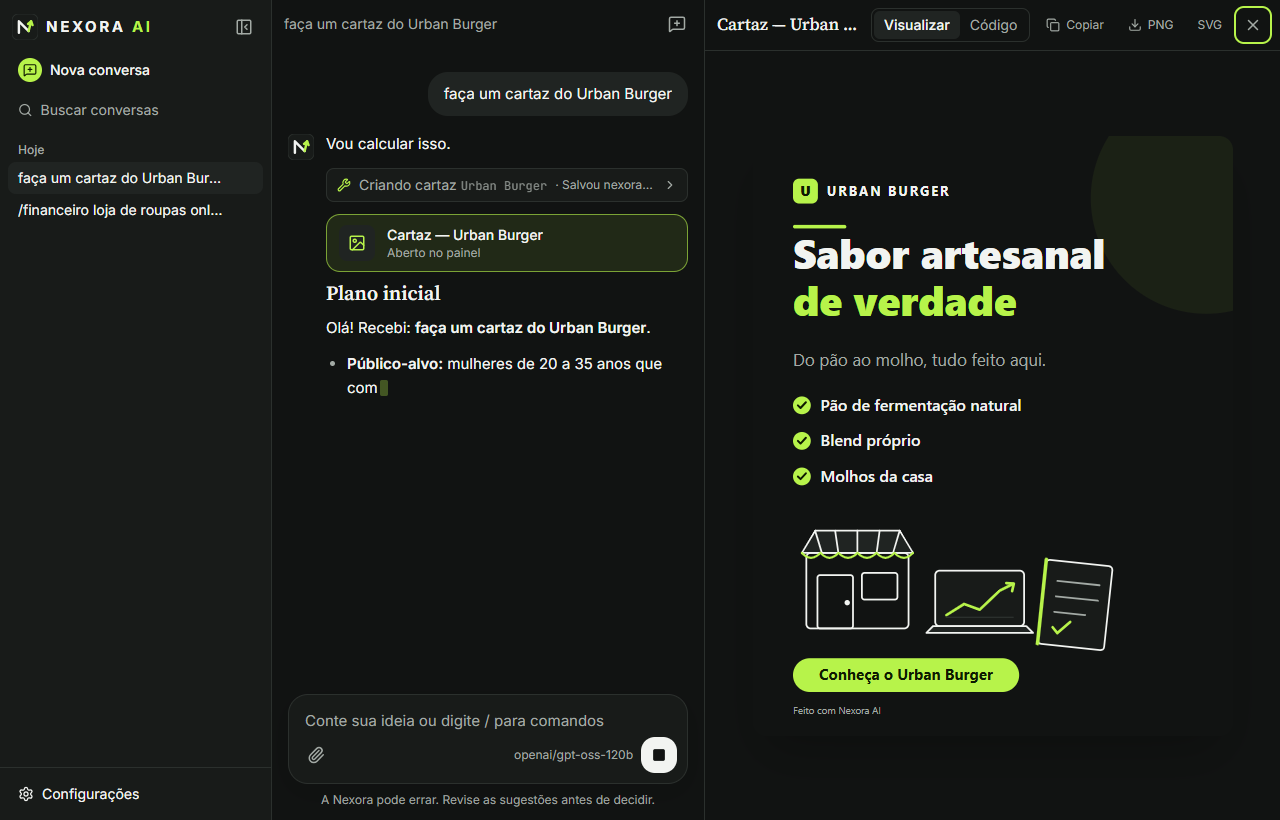 NEXORA AI
Nova conversa
Buscar conversas
Hoje
faça um cartaz do Urban Bur...
/financeiro loja de roupas onl...
Configurações
faça um cartaz do Urban Burger
faça um cartaz do Urban Burger
Vou calcular isso.
Criando cartaz Urban Burger · Salvou nexora...
Cartaz — Urban Burger
Aberto no painel
Plano inicial
Olá! Recebi: faça um cartaz do Urban Burger.
Público-alvo: mulheres de 20 a 35 anos que
com
Conte sua ideia ou digite / para comandos
openai/gpt-oss-120b
A Nexora pode errar. Revise as sugestões antes de decidir.
Cartaz — Urban ... Visualizar Código Copiar PNG SVG
U URBAN BURGER
Sabor artesanal
de verdade
Do pão ao molho, tudo feito aqui.
Pão de fermentação natural
Blend próprio
Molhos da casa
Conheça o Urban Burger
Feito com Nexora AI